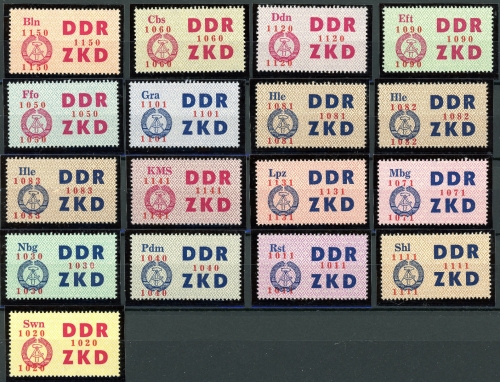 Bln DDR
1150 1150
1150 ZKD
Cbs DDR
1060 1060
1060 ZKD
Ddn DDR
1120 1120
1120 ZKD
Eft DDR
1090 1090
1090 ZKD
Ffo DDR
1050 1050
1050 ZKD
Gra DDR
1101 1101
1101 ZKD
Hle DDR
1081 1081
1081 ZKD
Hle DDR
1082 1082
1082 ZKD
Hle DDR
1083 1083
1083 ZKD
KMS DDR
1141 1141
1141 ZKD
Lpz DDR
1131 1131
1131 ZKD
Mbg DDR
1071 1071
1071 ZKD
Nbg DDR
1030 1030
1030 ZKD
Pdm DDR
1040 1040
1040 ZKD
Rst DDR
1011 1011
ZKD
Shl DDR
1111 1111
1111 ZKD
Swn DDR
1020 1020
1020 ZKD